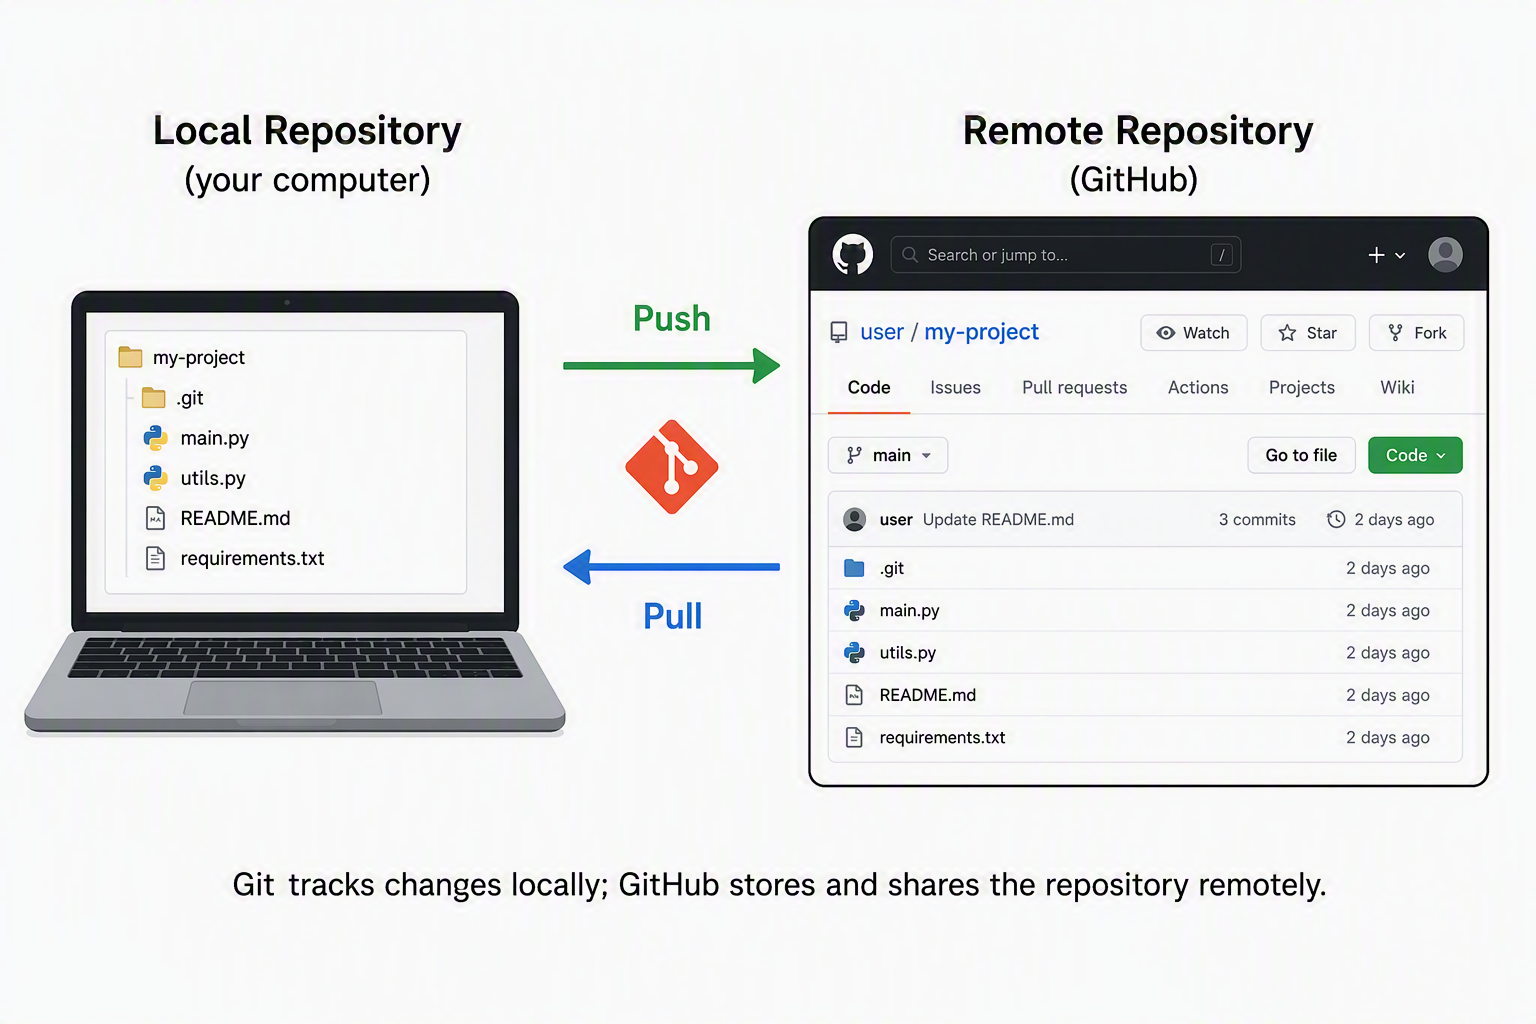 Local Repository
(your computer)
my-project
.git
main.py
utils.py
README.md
requirements.txt
Push
Pull
Remote Repository
(GitHub)
Search or jump to... /
user / my-project
Watch Star Fork
Code Issues Pull requests Actions Projects Wiki
main Go to file Code
user Update README.md 3 commits 2 days ago
.git 2 days ago
main.py 2 days ago
utils.py 2 days ago
README.md 2 days ago
requirements.txt 2 days ago
Git tracks changes locally; GitHub stores and shares the repository remotely.